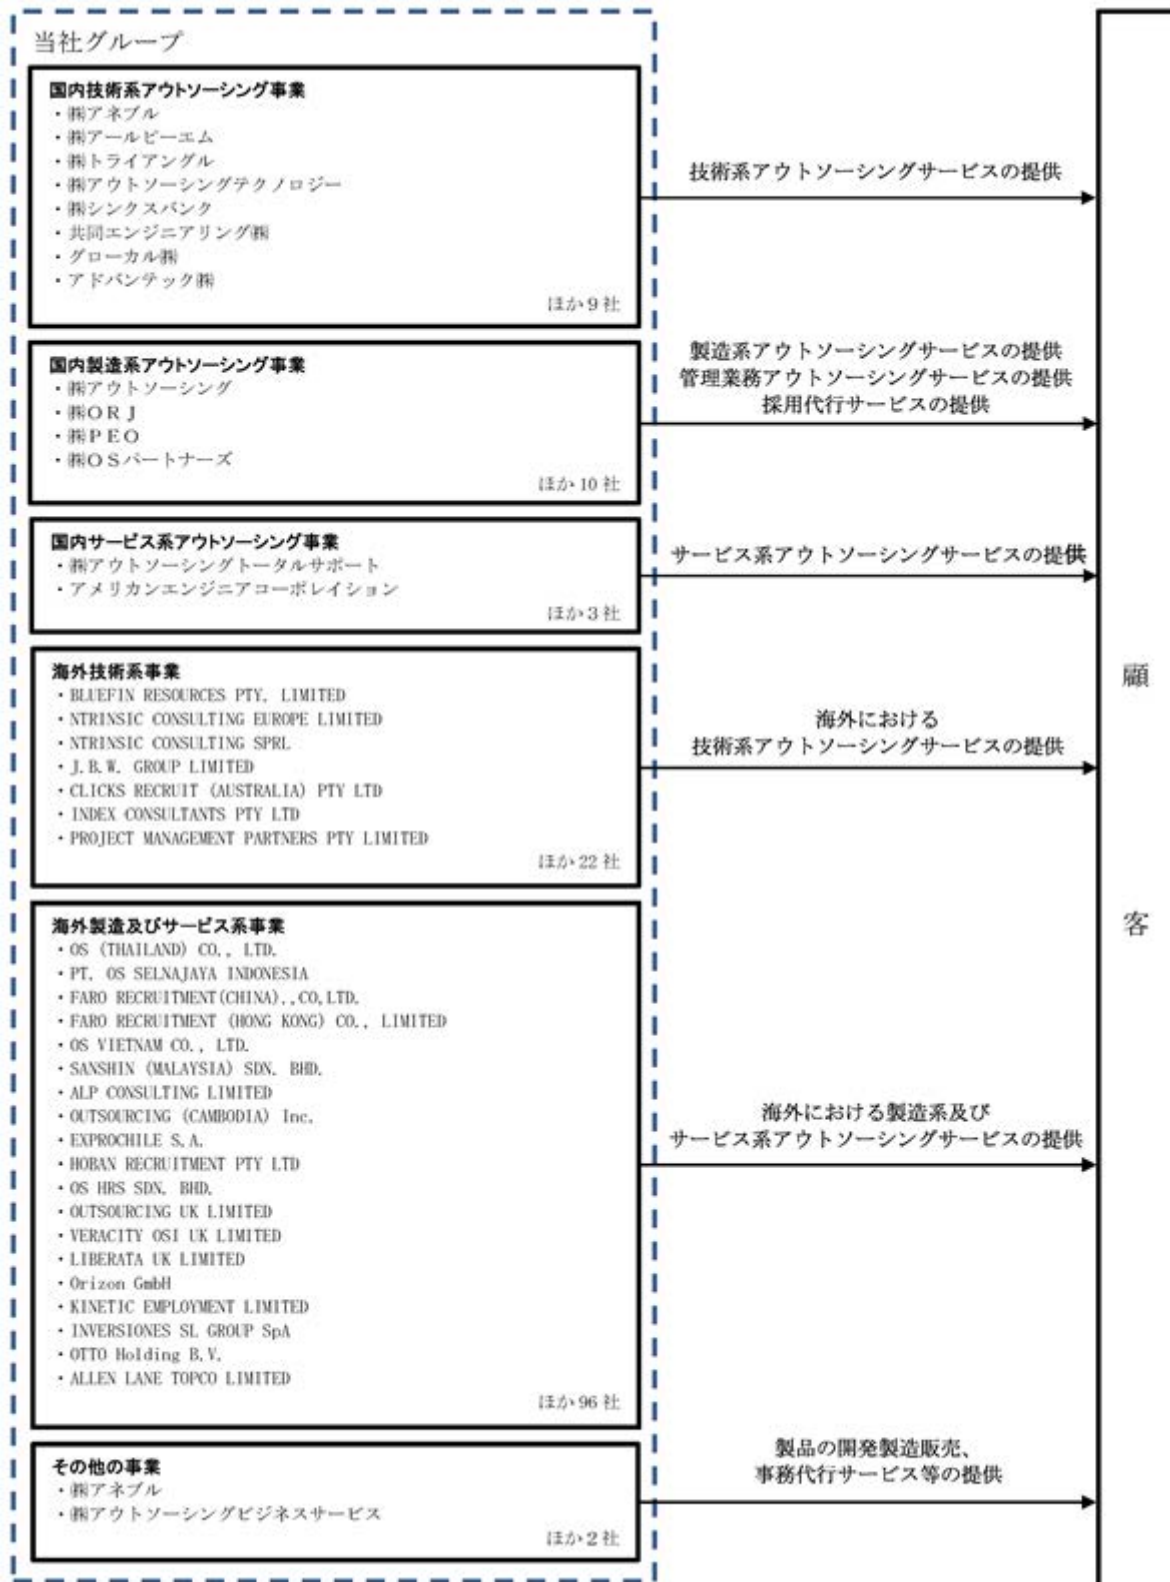 当社グループ
国内技術系アウトソーシング事業
・㈱アネブル
・㈱アールピーエム
・㈱トライアングル
・㈱アウトソーシングテクノロジー
・㈱シンクスバンク
・共同エンジニアリング㈱
・グローカル㈱
・アドバンテック㈱
ほか9社
技術系アウトソーシングサービスの提供
国内製造系アウトソーシング事業
・㈱アウトソーシング
・㈱ORJ
・㈱PEO
・㈱OSパートナーズ
ほか10社
製造系アウトソーシングサービスの提供
管理業務アウトソーシングサービスの提供
採用代行サービスの提供
国内サービス系アウトソーシング事業
・㈱アウトソーシングトータルサポート
・アメリカンエンジニアコーポレイション
ほか3社
サービス系アウトソーシングサービスの提供
海外技術系事業
・BLUEFIN RESOURCES PTY. LIMITED
・NTRINSIC CONSULTING EUROPE LIMITED
・NTRINSIC CONSULTING SPRL
・J.B.W. GROUP LIMITED
・CLICKS RECRUIT (AUSTRALIA) PTY LTD
・INDEX CONSULTANTS PTY LTD
・PROJECT MANAGEMENT PARTNERS PTY LIMITED
ほか22社
海外における
技術系アウトソーシングサービスの提供
海外製造及びサービス系事業
・OS (THAILAND) CO., LTD.
・PT. OS SELNAJAYA INDONESIA
・FARO RECRUITMENT(CHINA).,CO,LTD.
・FARO RECRUITMENT (HONG KONG) CO., LIMITED
・OS VIETNAM CO., LTD.
・SANSHIN (MALAYSIA) SDN. BHD.
・ALP CONSULTING LIMITED
・OUTSOURCING (CAMBODIA) Inc.
・EXPROCHILE S.A.
・HOBAN RECRUITMENT PTY LTD
・OS HRS SDN. BHD.
・OUTSOURCING UK LIMITED
・VERACITY OSI UK LIMITED
・LIBERATA UK LIMITED
・Orizon GmbH
・KINETIC EMPLOYMENT LIMITED
・INVERSIONES SL GROUP SpA
・OTTO Holding B.V.
・ALLEN LANE TOPCO LIMITED
ほか96社
海外における製造系及び
サービス系アウトソーシングサービスの提供
その他の事業
・㈱アネブル
・㈱アウトソーシングビジネスサービス
ほか2社
製品の開発製造販売、
事務代行サービス等の提供
顧
客